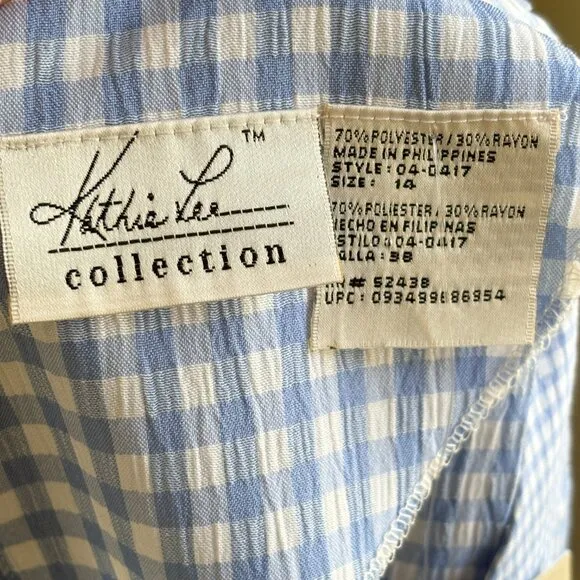 Kathie Lee
collection
™
70% POLYESTER / 30% RAYON
MADE IN PHILIPPINES
STYLE: 04-0417
SIZE: 14
70% POLIESTER / 30% RAYON
HECHO EN FILIPINAS
ESTILO: 04-0417
TALLA: 38
RN# 52438
UPC: